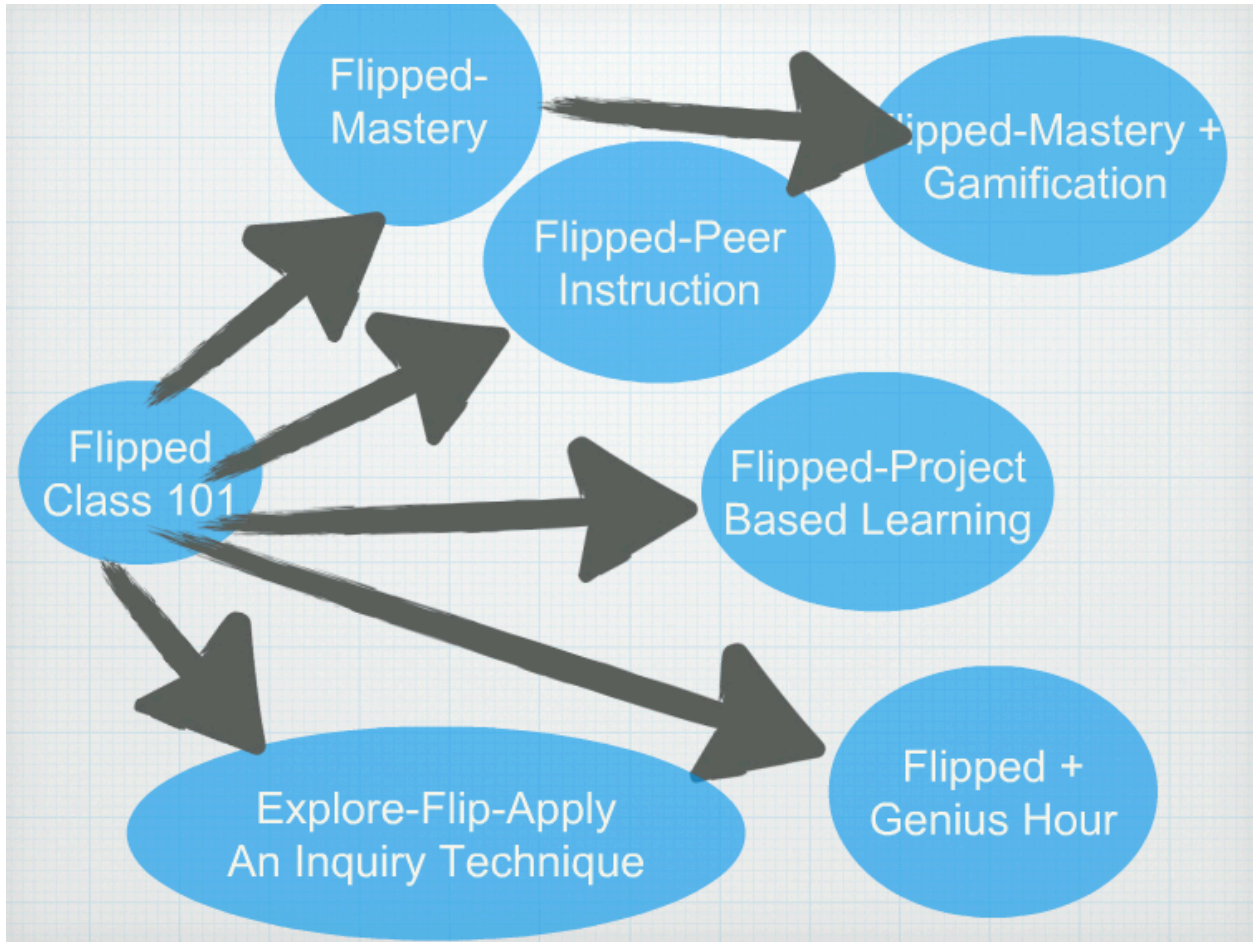 Flipped-
Mastery
Flipped-Mastery +
Gamification
Flipped-Peer
Instruction
Flipped
Class 101
Flipped-Project
Based Learning
Flipped +
Genius Hour
Explore-Flip-Apply
An Inquiry Technique